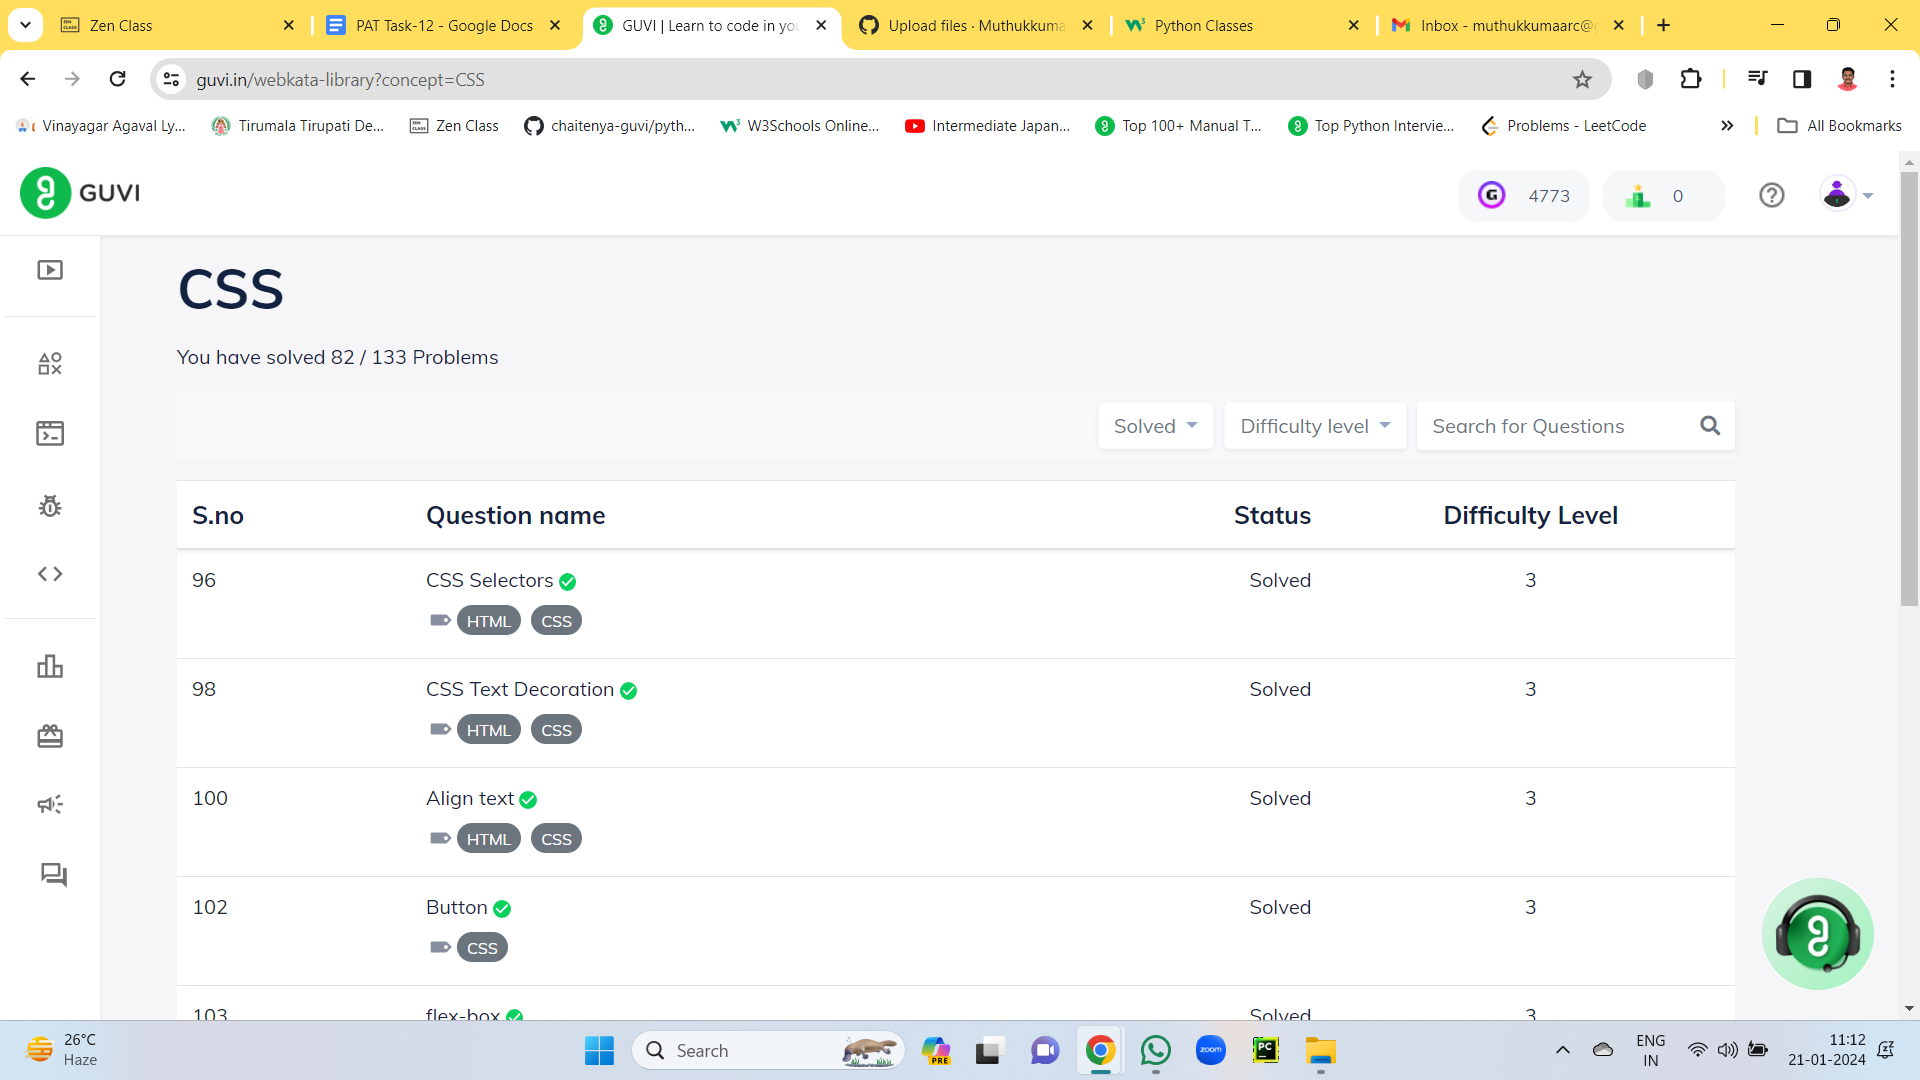 Zen Class
PAT Task-12 - Google Docs
GUVI | Learn to code in you
Upload files · Muthukkuma
Python Classes
Inbox - muthukkumaarc@g
guvi.in/webkata-library?concept=CSS
Vinayagar Agaval Ly...
Tirumala Tirupati De...
Zen Class
chaitenya-guvi/pyth...
W3Schools Online...
Intermediate Japan...
Top 100+ Manual T...
Top Python Intervie...
Problems - LeetCode
All Bookmarks
GUVI
4773
0
CSS
You have solved 82 / 133 Problems
Solved
Difficulty level
Search for Questions
S.no Question name Status Difficulty Level
96 CSS Selectors Solved 3
HTML CSS
98 CSS Text Decoration Solved 3
HTML CSS
100 Align text Solved 3
HTML CSS
102 Button Solved 3
CSS
103 flex-box Solved 3
26°C
Haze
Search
PRE
zoom
PC
ENG
IN
11:12
21-01-2024